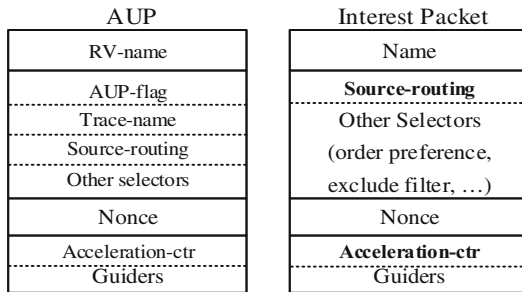 AUP
RV-name
AUP-flag
Trace-name
Source-routing
Other selectors
Nonce
Acceleration-ctr
Guiders
Interest Packet
Name
Source-routing
Other Selectors
(order preference,
exclude filter, …)
Nonce
Acceleration-ctr
Guiders